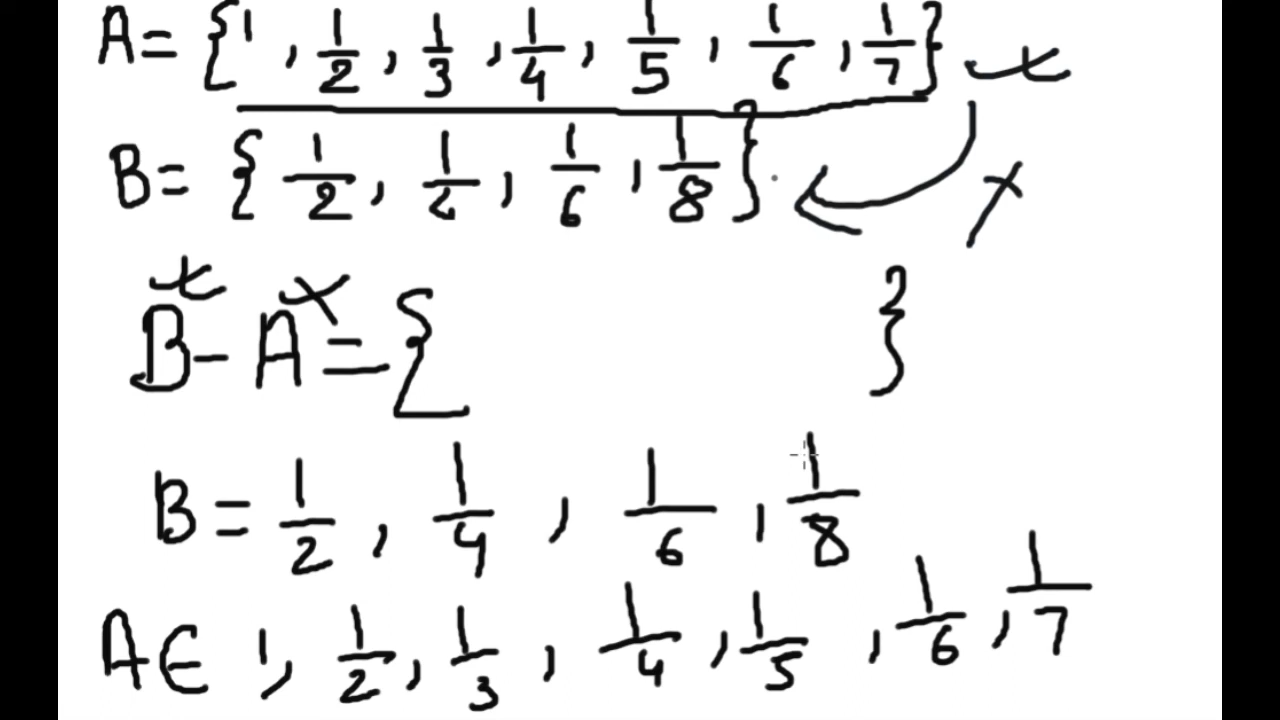 A = { 1 , 1/2 , 1/3 , 1/4 , 1/5 , 1/6 , 1/7 }
B = { 1/2 , 1/4 , 1/6 , 1/8 }
B - A = { }
B = 1/2 , 1/4 , 1/6 , 1/8
A ∈ 1 , 1/2 , 1/3 , 1/4 , 1/5 , 1/6 , 1/7